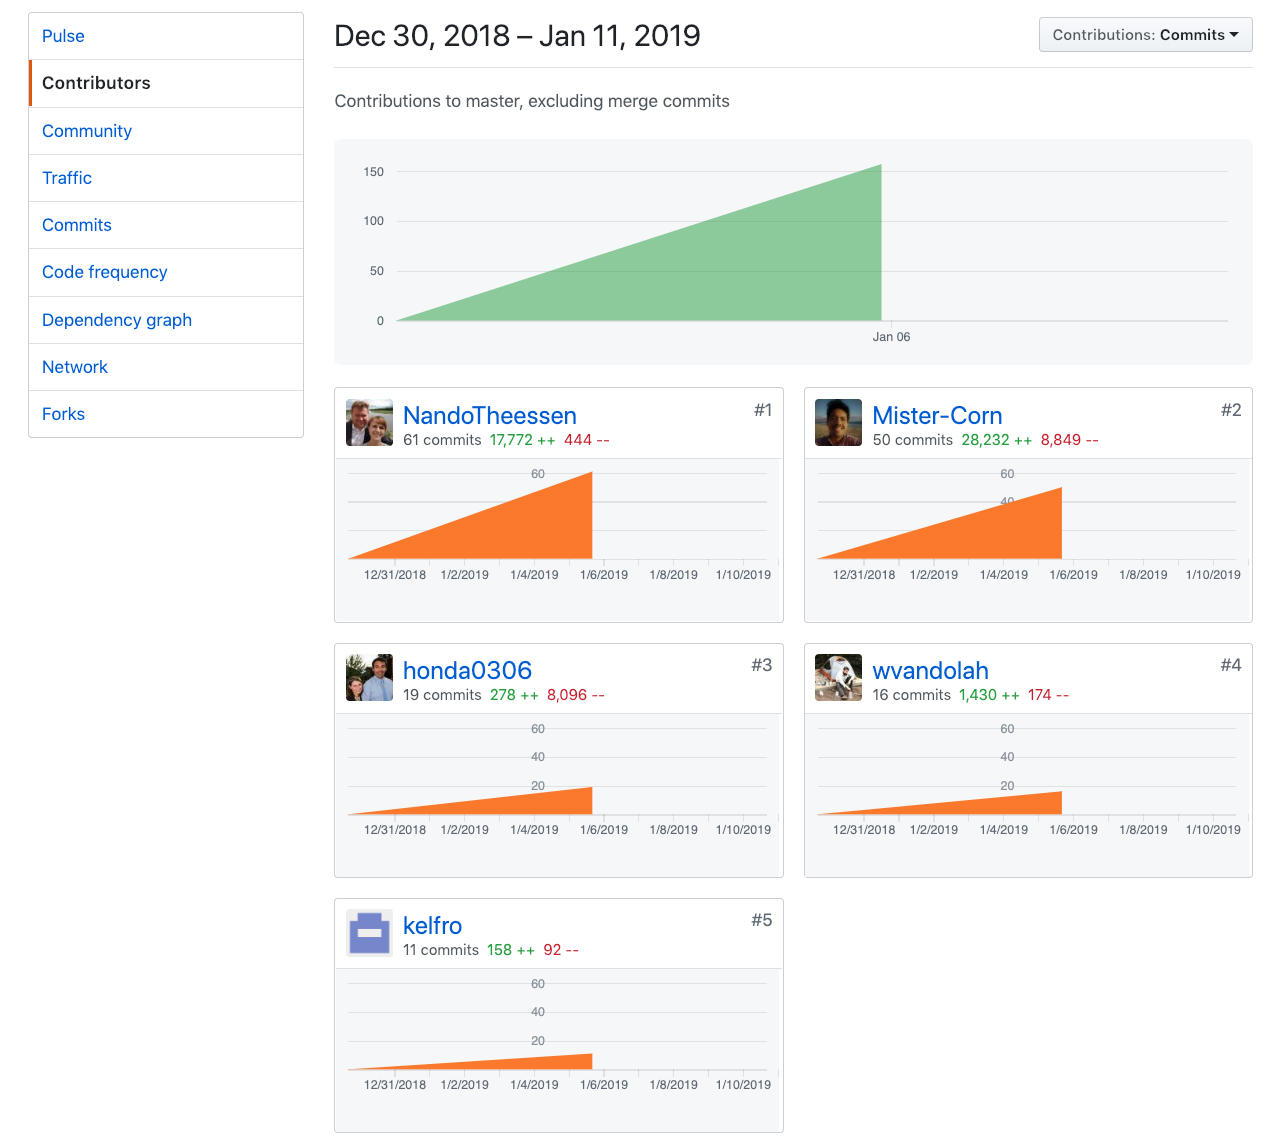 Pulse
Contributors
Community
Traffic
Commits
Code frequency
Dependency graph
Network
Forks
Dec 30, 2018 – Jan 11, 2019
Contributions: Commits
Contributions to master, excluding merge commits
150
100
50
0
Jan 06
NandoTheessen #1
61 commits 17,772 ++ 444 --
60
12/31/2018 1/2/2019 1/4/2019 1/6/2019 1/8/2019 1/10/2019
Mister-Corn #2
50 commits 28,232 ++ 8,849 --
60
40
12/31/2018 1/2/2019 1/4/2019 1/6/2019 1/8/2019 1/10/2019
honda0306 #3
19 commits 278 ++ 8,096 --
60
40
20
12/31/2018 1/2/2019 1/4/2019 1/6/2019 1/8/2019 1/10/2019
wvandolah #4
16 commits 1,430 ++ 174 --
60
40
20
12/31/2018 1/2/2019 1/4/2019 1/6/2019 1/8/2019 1/10/2019
kelfro #5
11 commits 158 ++ 92 --
60
40
20
12/31/2018 1/2/2019 1/4/2019 1/6/2019 1/8/2019 1/10/2019